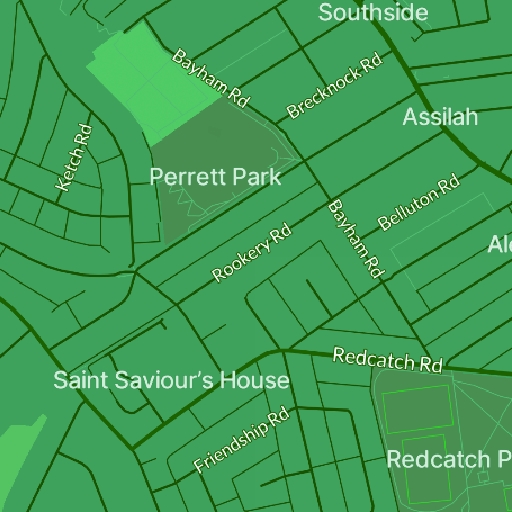 Southside
Bayham Rd
Brecknock Rd
Assilah
Ketch Rd
Perrett Park
Belluton Rd
Bayham Rd
Rookery Rd
Redcatch Rd
Saint Saviour's House
Friendship Rd
Redcatch P